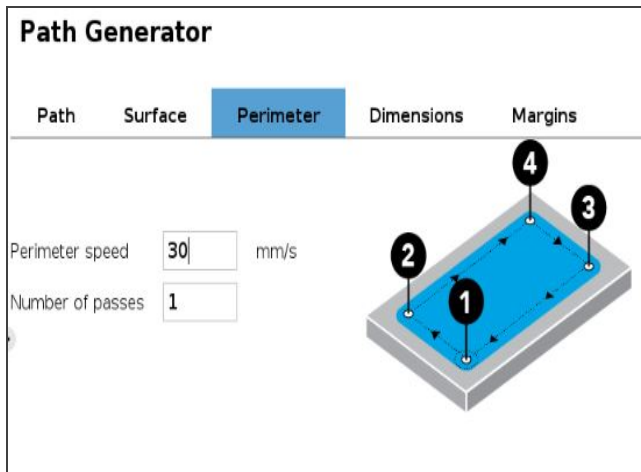 Path Generator
Path Surface Perimeter Dimensions Margins
4
3
2
1
Perimeter speed 30 mm/s
Number of passes 1